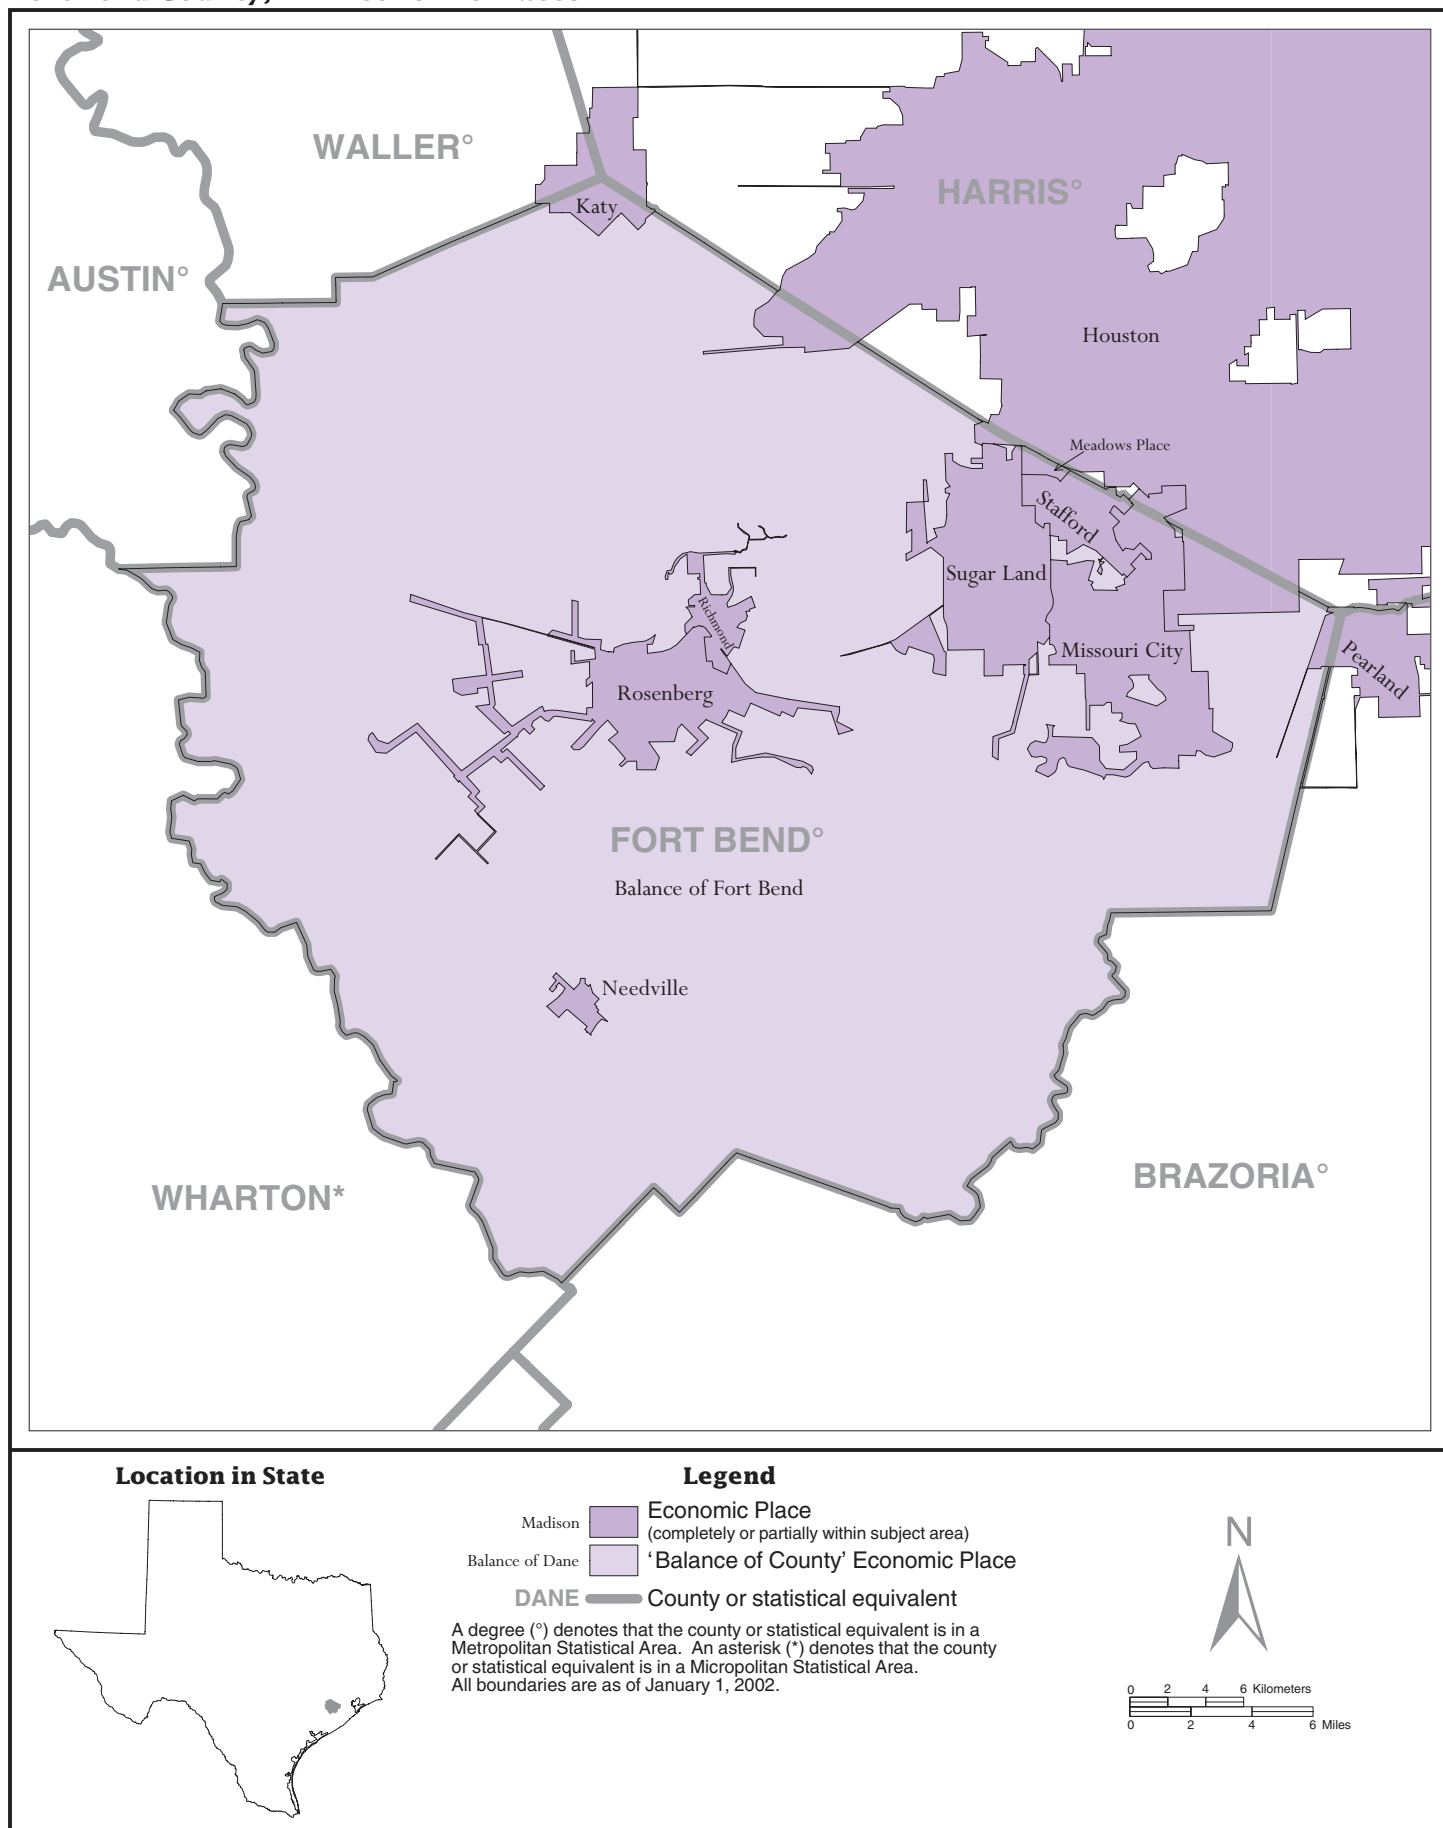 WALLER°
HARRIS°
Katy
AUSTIN°
Houston
Meadows Place
Stafford
Sugar Land
Richmond
Missouri City
Pearland
Rosenberg
FORT BEND°
Balance of Fort Bend
Needville
WHARTON*
BRAZORIA°
Location in State
Legend
Madison
Economic Place
(completely or partially within subject area)
Balance of Dane
‘Balance of County’ Economic Place
DANE
County or statistical equivalent
A degree (°) denotes that the county or statistical equivalent is in a
Metropolitan Statistical Area. An asterisk (*) denotes that the county
or statistical equivalent is in a Micropolitan Statistical Area.
All boundaries are as of January 1, 2002.
N
0 2 4 6 Kilometers
0 2 4 6 Miles